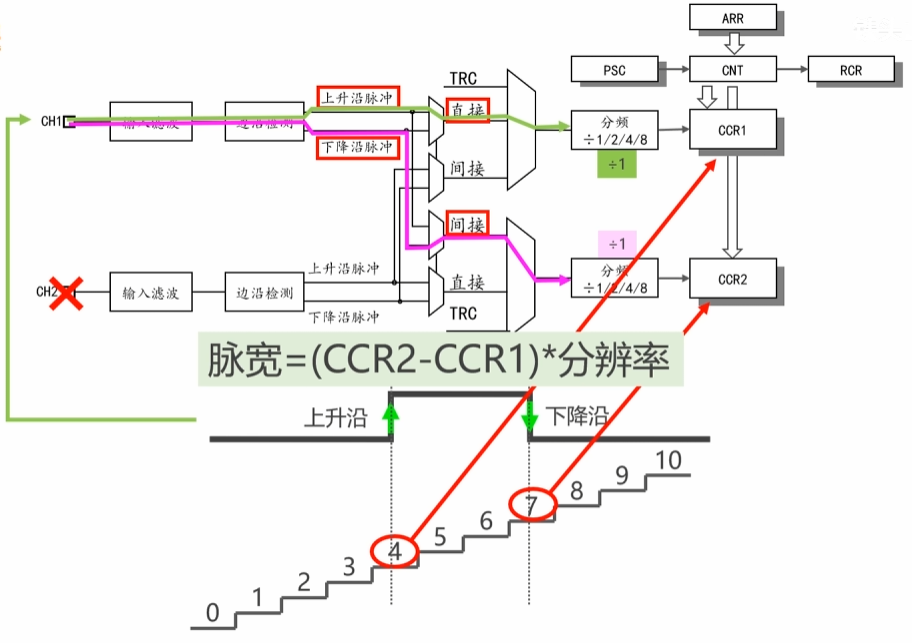 ARR
PSC
CNT
RCR
TRC
CH1
输入滤波
边沿检测
上升沿脉冲
下降沿脉冲
直接
间接
分频
÷1/2/4/8
÷1
CCR1
间接
÷1
CH2
输入滤波
边沿检测
上升沿脉冲
下降沿脉冲
直接
TRC
分频
÷1/2/4/8
CCR2
脉宽=(CCR2-CCR1)*分辨率
上升沿
下降沿
0
1
2
3
4
5
6
7
8
9
10